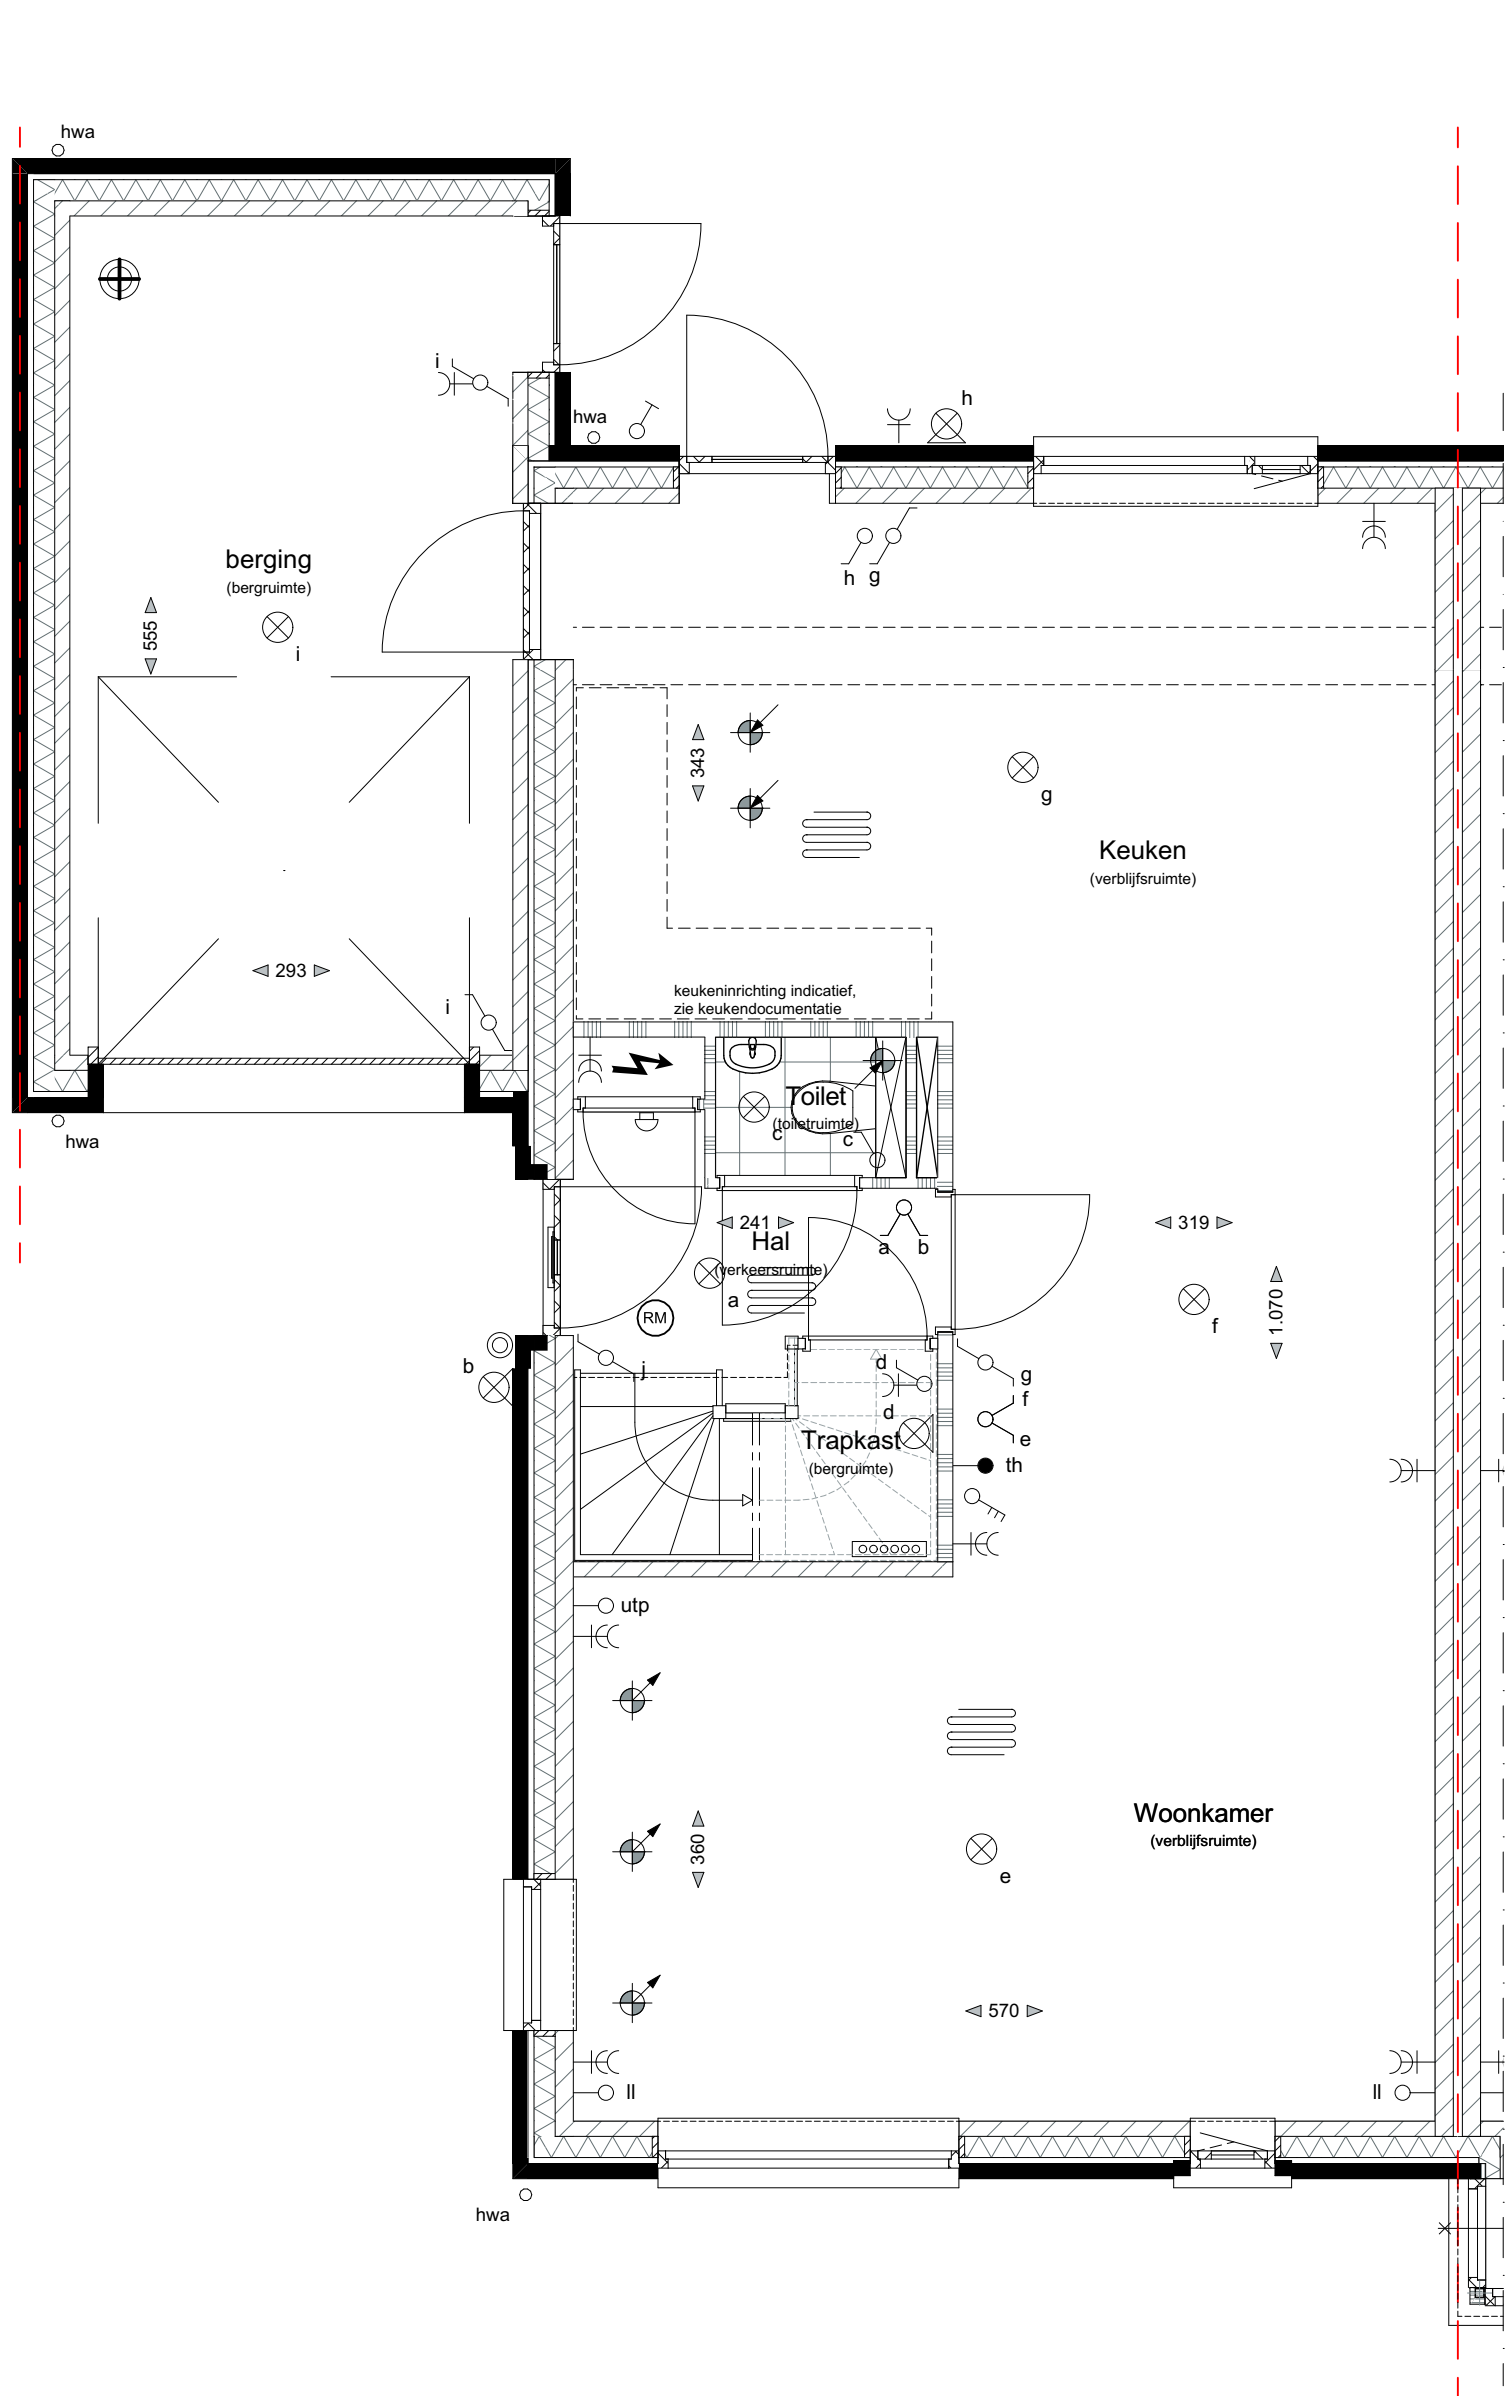 hwa
i
hwa
h
berging
(bergruimte)
h
g
555
i
343
g
Keuken
(verblijfsruimte)
293
i
keukeninrichting indicatief,
zie keukendocumentatie
Toilet
(toiletruimte)
c
c
hwa
241
Hal
(verkeersruimte)
a
b
319
a
RM
1.070
f
b
j
d
g
f
d
e
Trapkast
(bergruimte)
th
utp
Woonkamer
(verblijfsruimte)
360
e
570
ll
ll
hwa